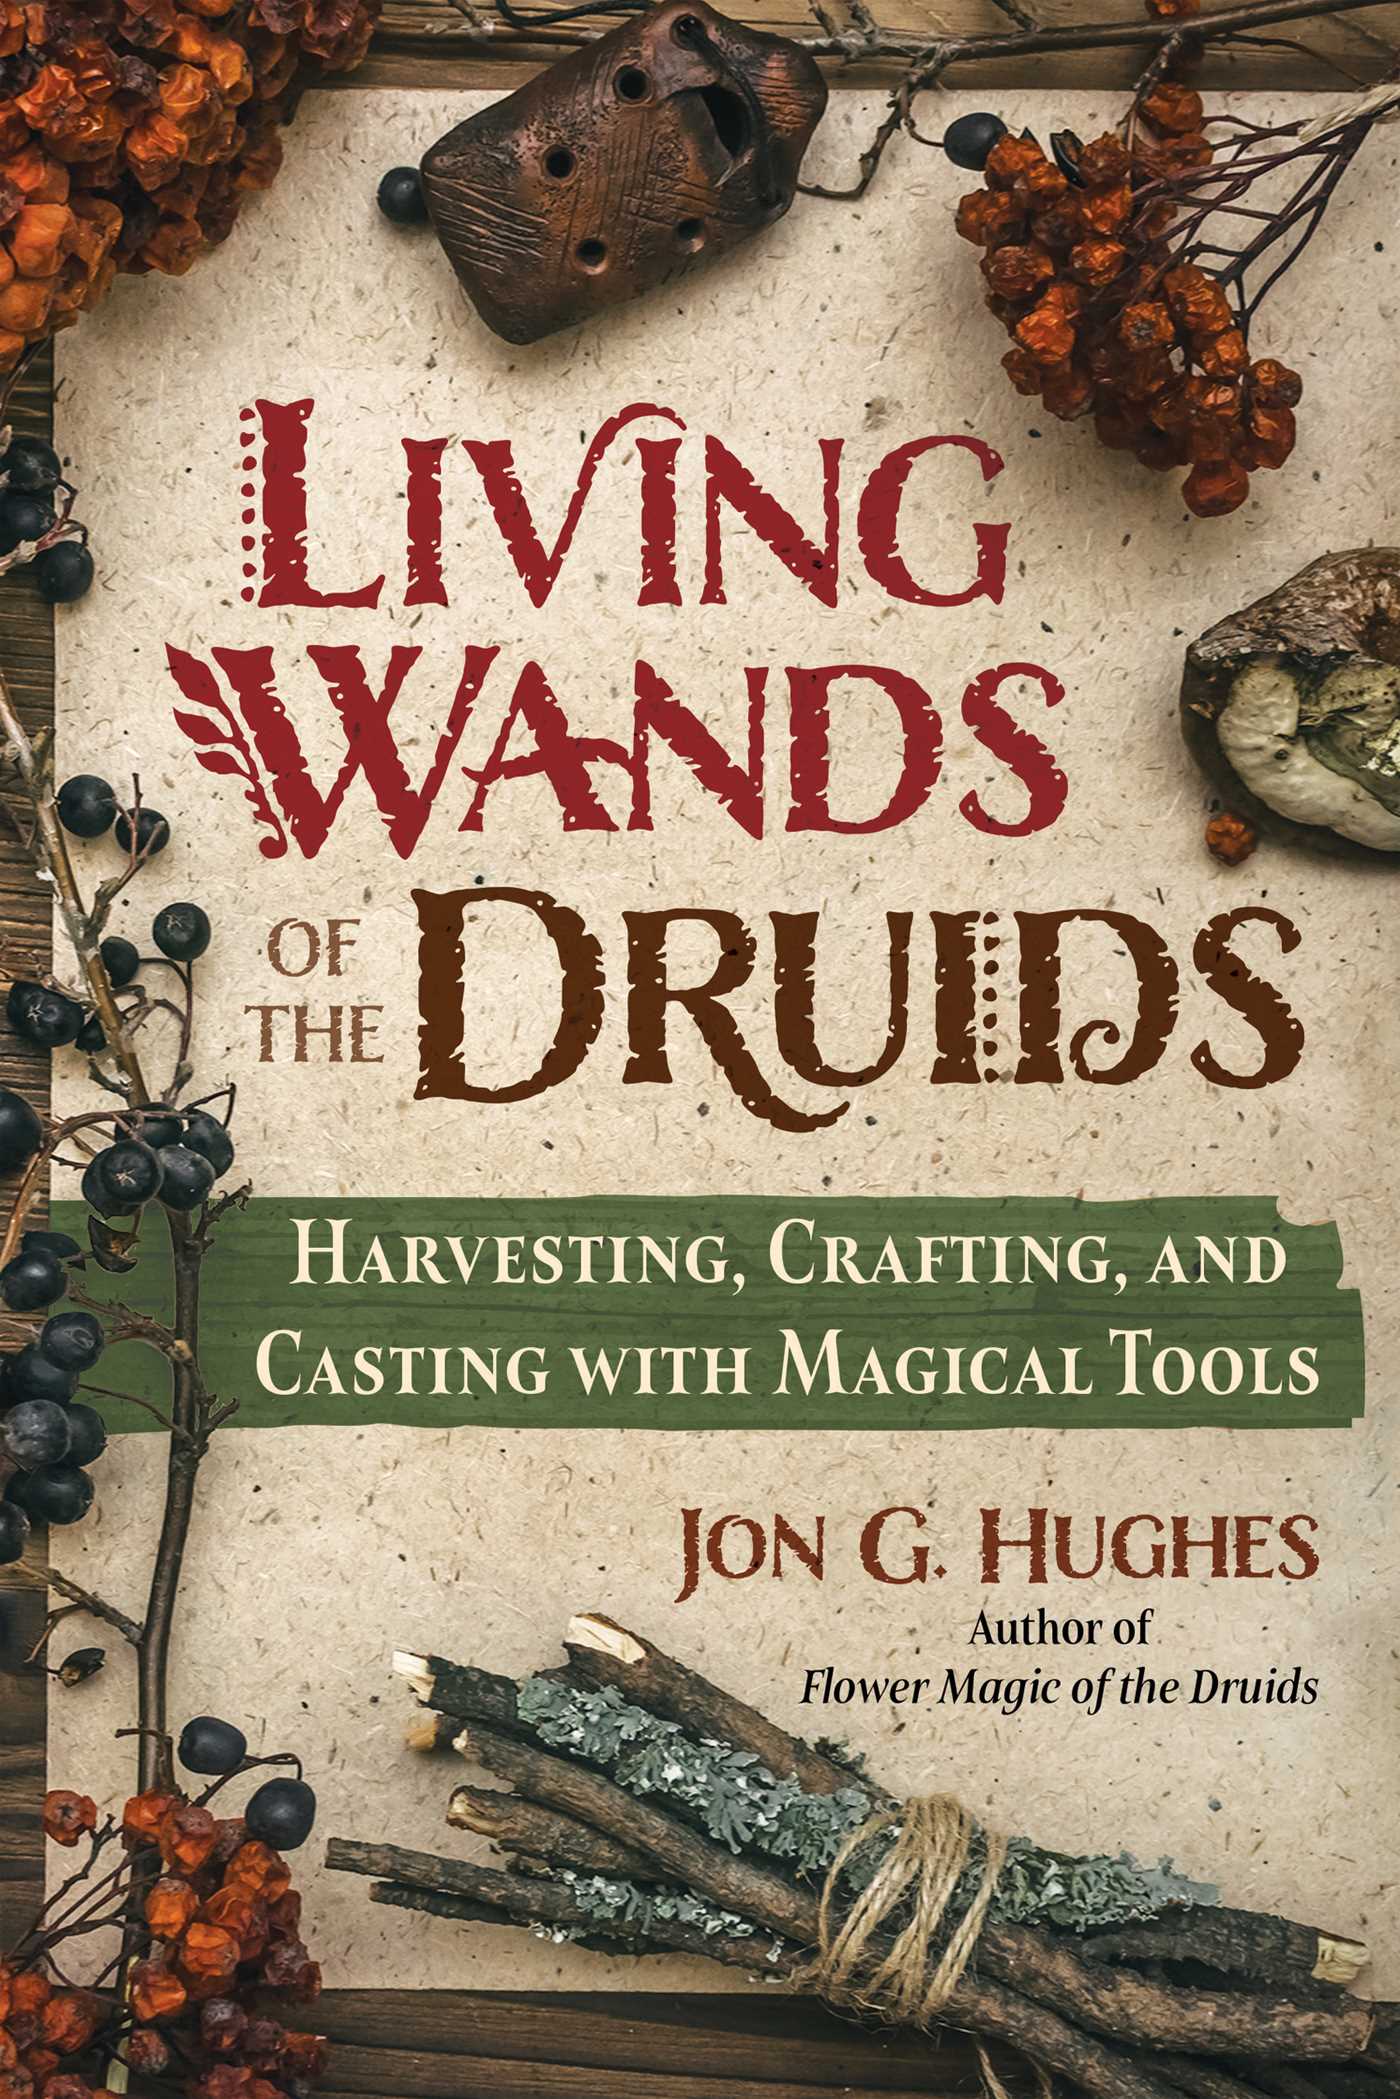 Living
Wands
of
the Druids
Harvesting, Crafting, and
Casting with Magical Tools
Jon G. Hughes
Author of
Flower Magic of the Druids